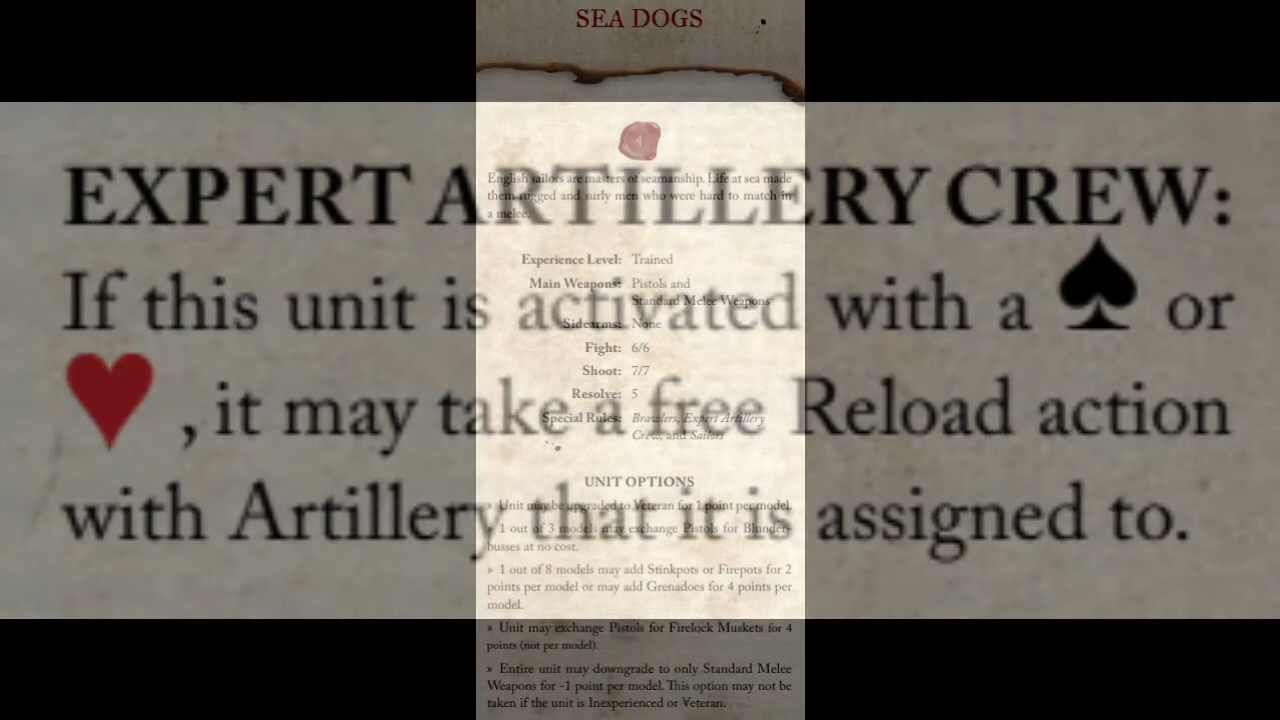 SEA DOGS
4
English sailors are masters of seamanship. Life at sea made
them rugged and surly men who were hard to match in
a melee.
Experience Level: Trained
Main Weapons: Pistols and
Standard Melee Weapons
Sidearms: None
Fight: 6/6
Shoot: 7/7
Resolve: 5
Special Rules: Brawlers, Expert Artillery
Crew, and Sailors
UNIT OPTIONS
» Unit may be upgraded to Veteran for 1 point per model.
» 1 out of 3 models may exchange Pistols for Blunder-
busses at no cost.
» 1 out of 8 models may add Stinkpots or Firepots for 2
points per model or may add Grenadoes for 4 points per
model.
» Unit may exchange Pistols for Firelock Muskets for 4
points (not per model).
» Entire unit may downgrade to only Standard Melee
Weapons for -1 point per model. This option may not be
taken if the unit is Inexperienced or Veteran.
EXPERT ARTILLERY CREW:
If this unit is activated with a ♠ or
♥, it may take a free Reload action
with Artillery that it is assigned to.